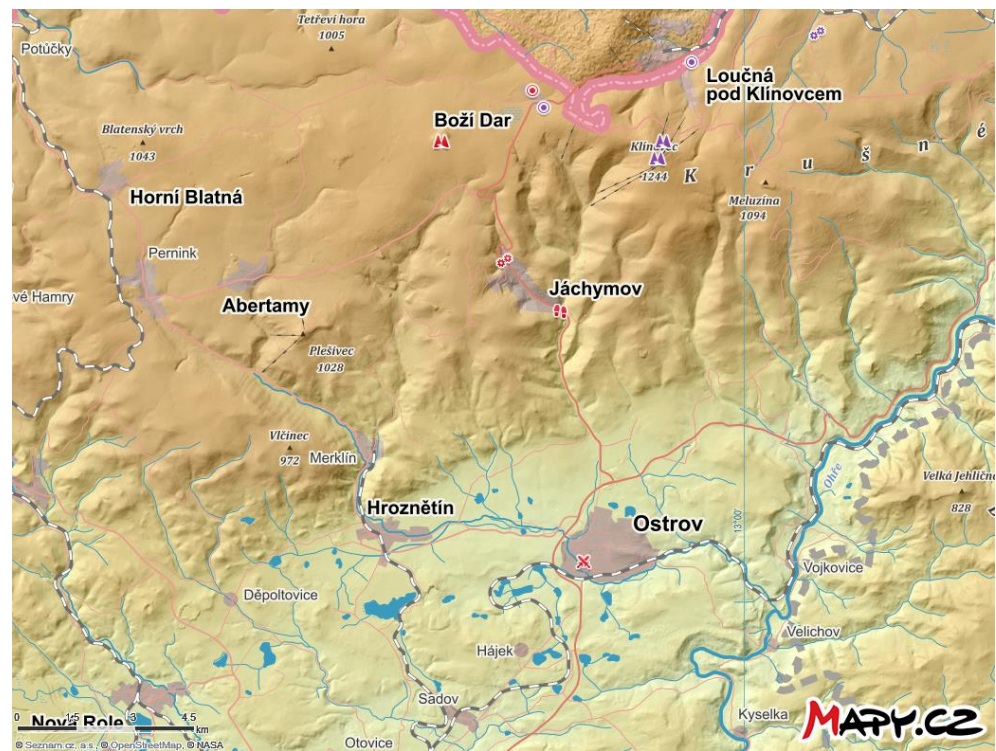 Tetřeví hora
1005
Potůčky
Loučná
pod Klínovcem
Boží Dar
Blatenský vrch
1043
Klínovec
1244
K r u š n é
Meluzína
1094
Horní Blatná
Pernink
Jáchymov
vé Hamry
Abertamy
Plešivec
1028
Vlčinec
972
Merklín
Ohře
Velká Jehličná
828
Hroznětín
Ostrov
13°00'
Vojkovice
Děpoltovice
Velichov
Hájek
Sadov
Kyselka
Nová Role
Otovice
0 1.5 3 4.5
km
© Seznam.cz, a.s., © OpenStreetMap, © NASA
MAPY.CZ